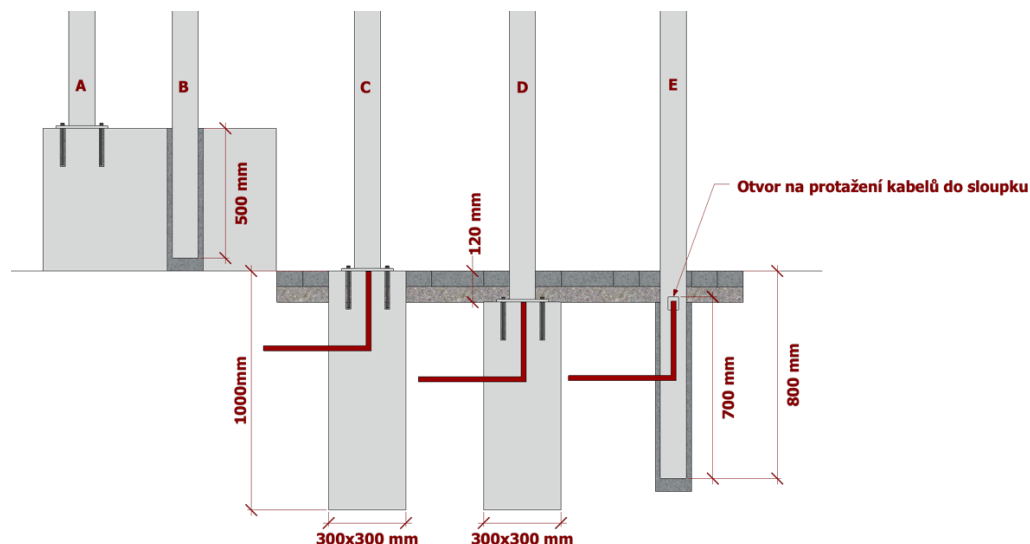 A
B
C
D
E
500 mm
120 mm
Otvor na protažení kabelů do sloupku
1000mm
700 mm
800 mm
300x300 mm
300x300 mm